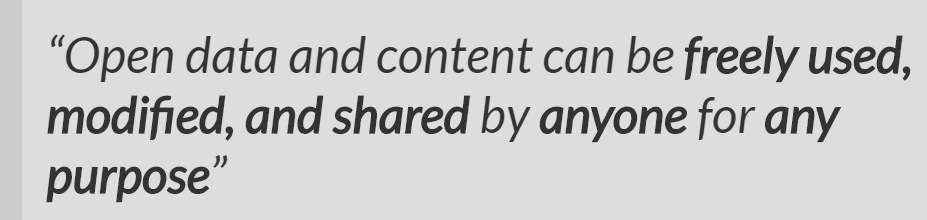 “Open data and content can be freely used,
modified, and shared by anyone for any
purpose”